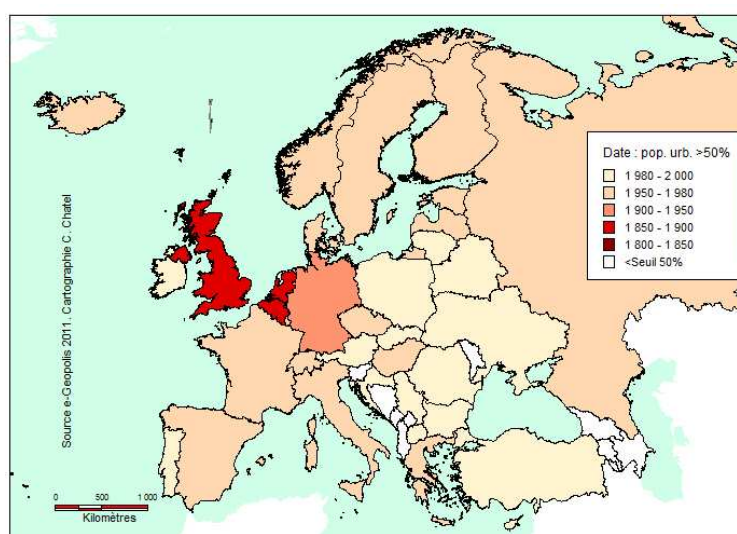 Date : pop. urb. >50%
1 980 - 2 000
1 950 - 1 980
1 900 - 1 950
1 850 - 1 900
1 800 - 1 850
<Seuil 50%
Source e-Geopolis 2011. Cartographie C. Chatel
0 500 1 000
Kilomètres